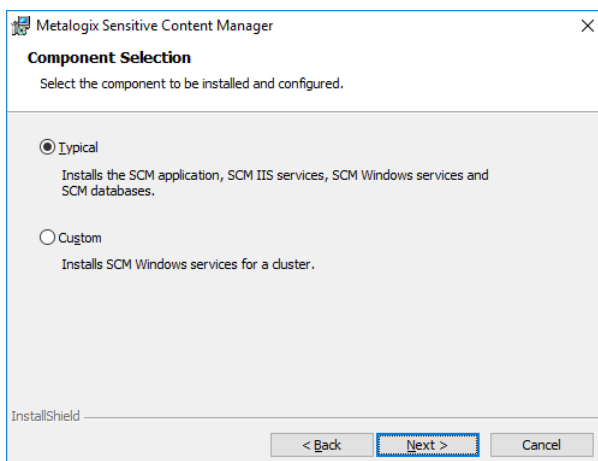 Metalogix Sensitive Content Manager
Component Selection
Select the component to be installed and configured.
Typical
Installs the SCM application, SCM IIS services, SCM Windows services and
SCM databases.
Custom
Installs SCM Windows services for a cluster.
InstallShield
< Back Next > Cancel